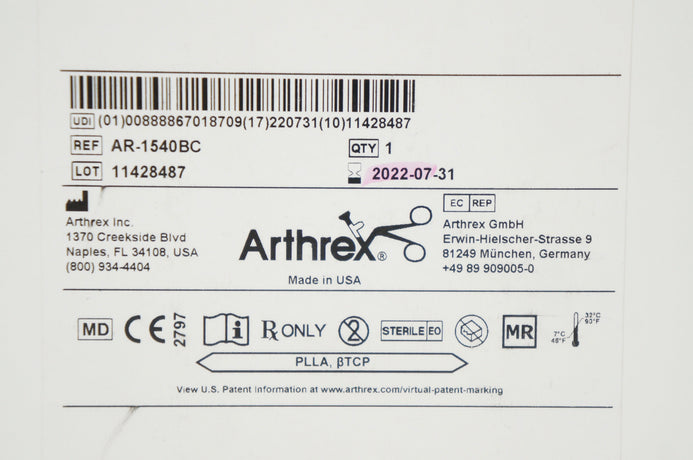 UDI (01)00888867018709(17)220731(10)11428487
REF AR-1540BC
QTY 1
LOT 11428487
2022-07-31
Arthrex Inc.
1370 Creekside Blvd
Naples, FL 34108, USA
(800) 934-4404
Arthrex®
Made in USA
EC REP
Arthrex GmbH
Erwin-Hielscher-Strasse 9
81249 München, Germany
+49 89 909005-0
MD CE 2797 i Rx ONLY 2 STERILE EO MR
7°C
32°C
PLLA, βTCP
View U.S. Patent Information at www.arthrex.com/virtual-patent-marking